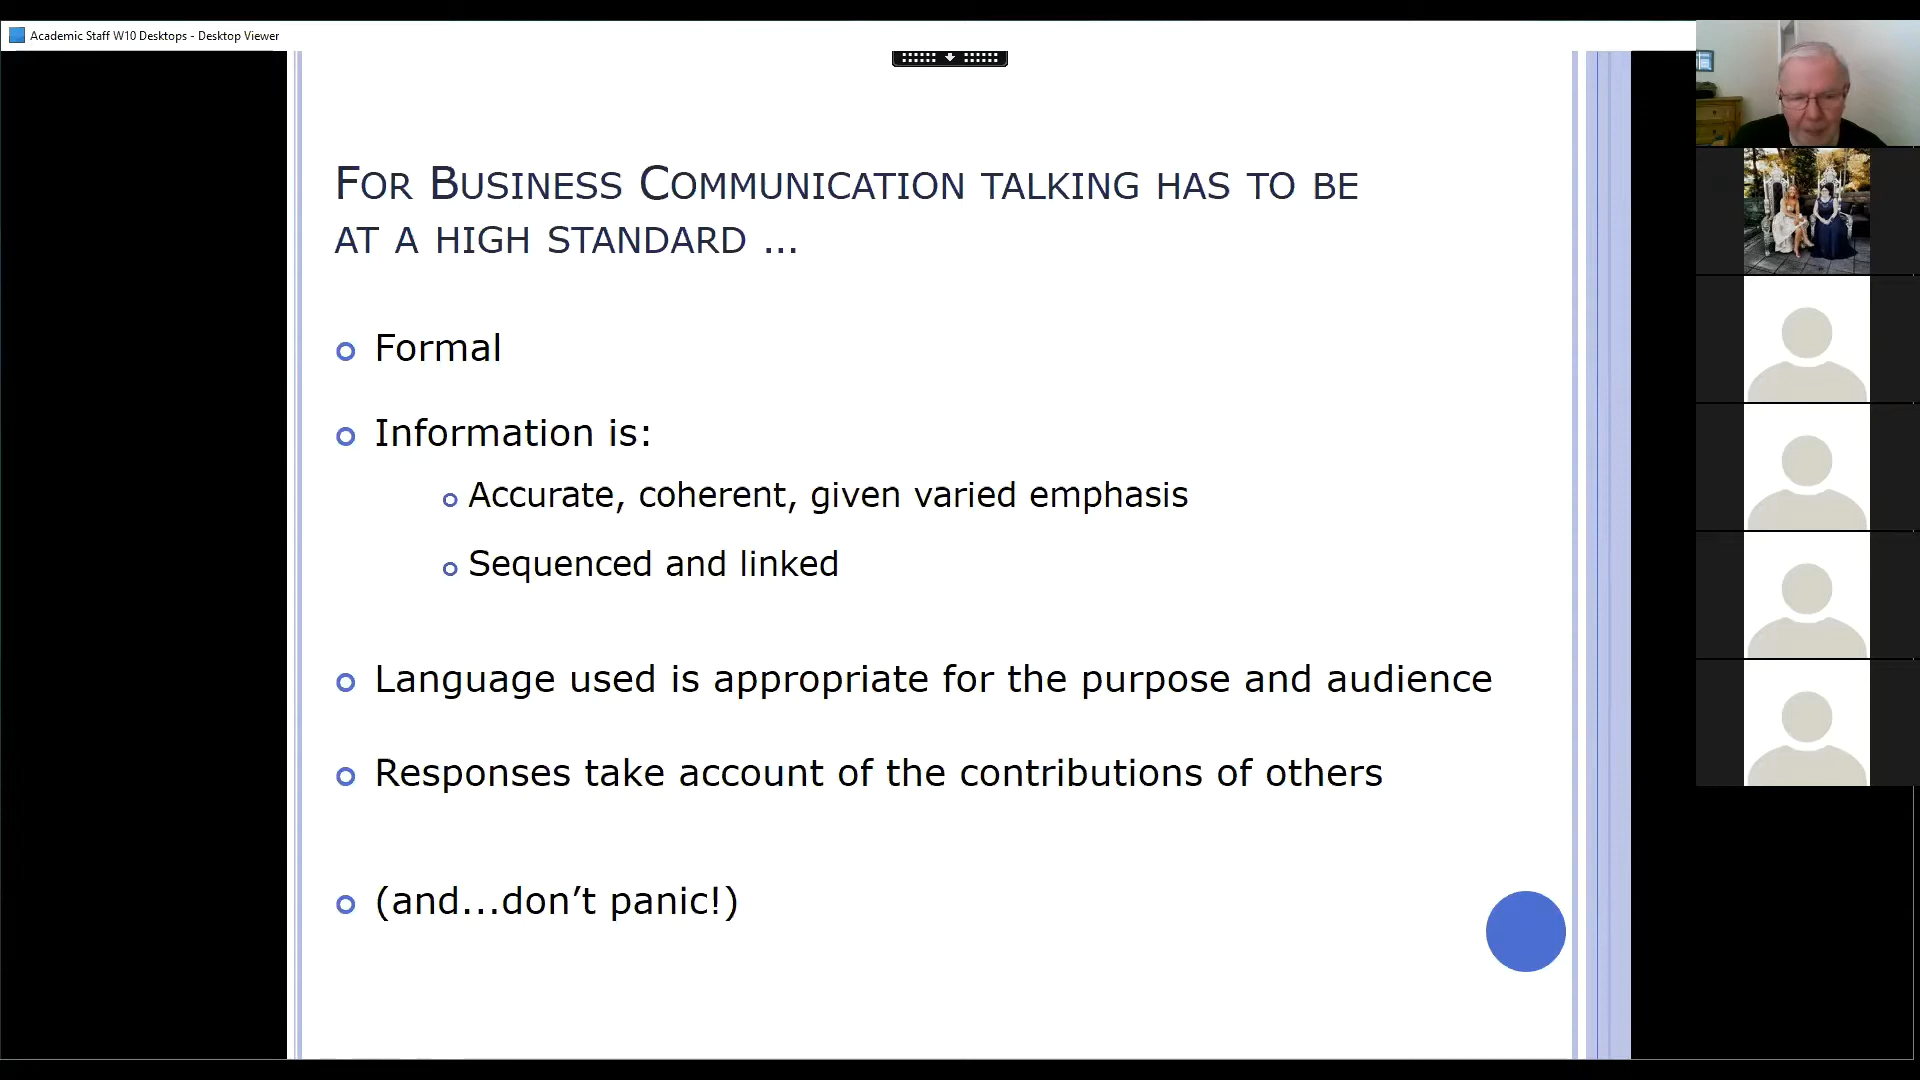 Academic Staff W10 Desktops - Desktop Viewer
For Business Communication talking has to be
at a high standard ...
Formal
Information is:
Accurate, coherent, given varied emphasis
Sequenced and linked
Language used is appropriate for the purpose and audience
Responses take account of the contributions of others
(and...don’t panic!)